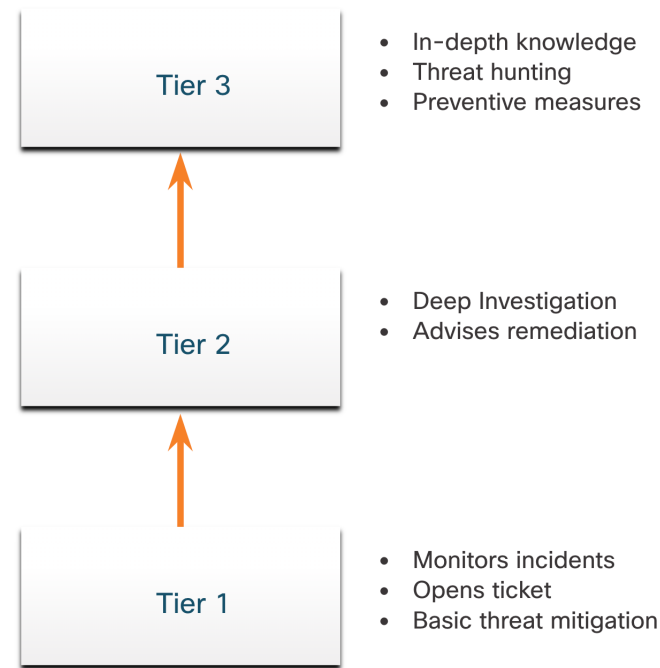 Tier 3
• In-depth knowledge
• Threat hunting
• Preventive measures
Tier 2
• Deep Investigation
• Advises remediation
Tier 1
• Monitors incidents
• Opens ticket
• Basic threat mitigation